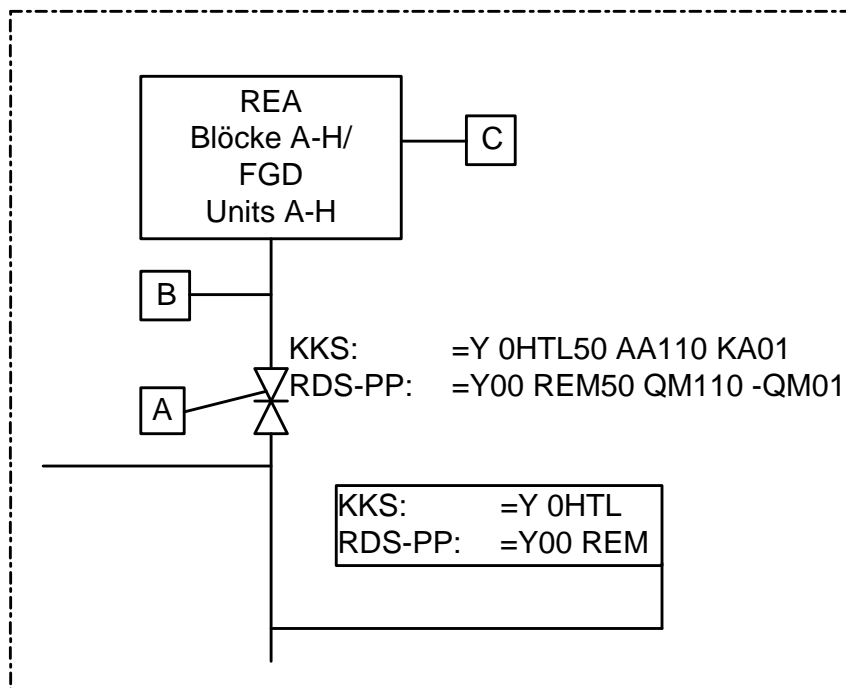 REA
Blöcke A-H/
FGD
Units A-H
C
B
KKS: =Y 0HTL50 AA110 KA01
RDS-PP: =Y00 REM50 QM110 -QM01
A
KKS: =Y 0HTL
RDS-PP: =Y00 REM